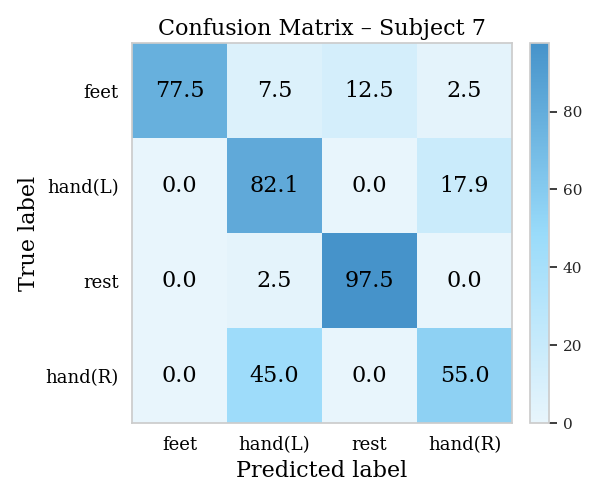 Confusion Matrix – Subject 7
feet 77.5 7.5 12.5 2.5
hand(L) 0.0 82.1 0.0 17.9
rest 0.0 2.5 97.5 0.0
hand(R) 0.0 45.0 0.0 55.0
feet hand(L) rest hand(R)
Predicted label
True label
80
60
40
20
0